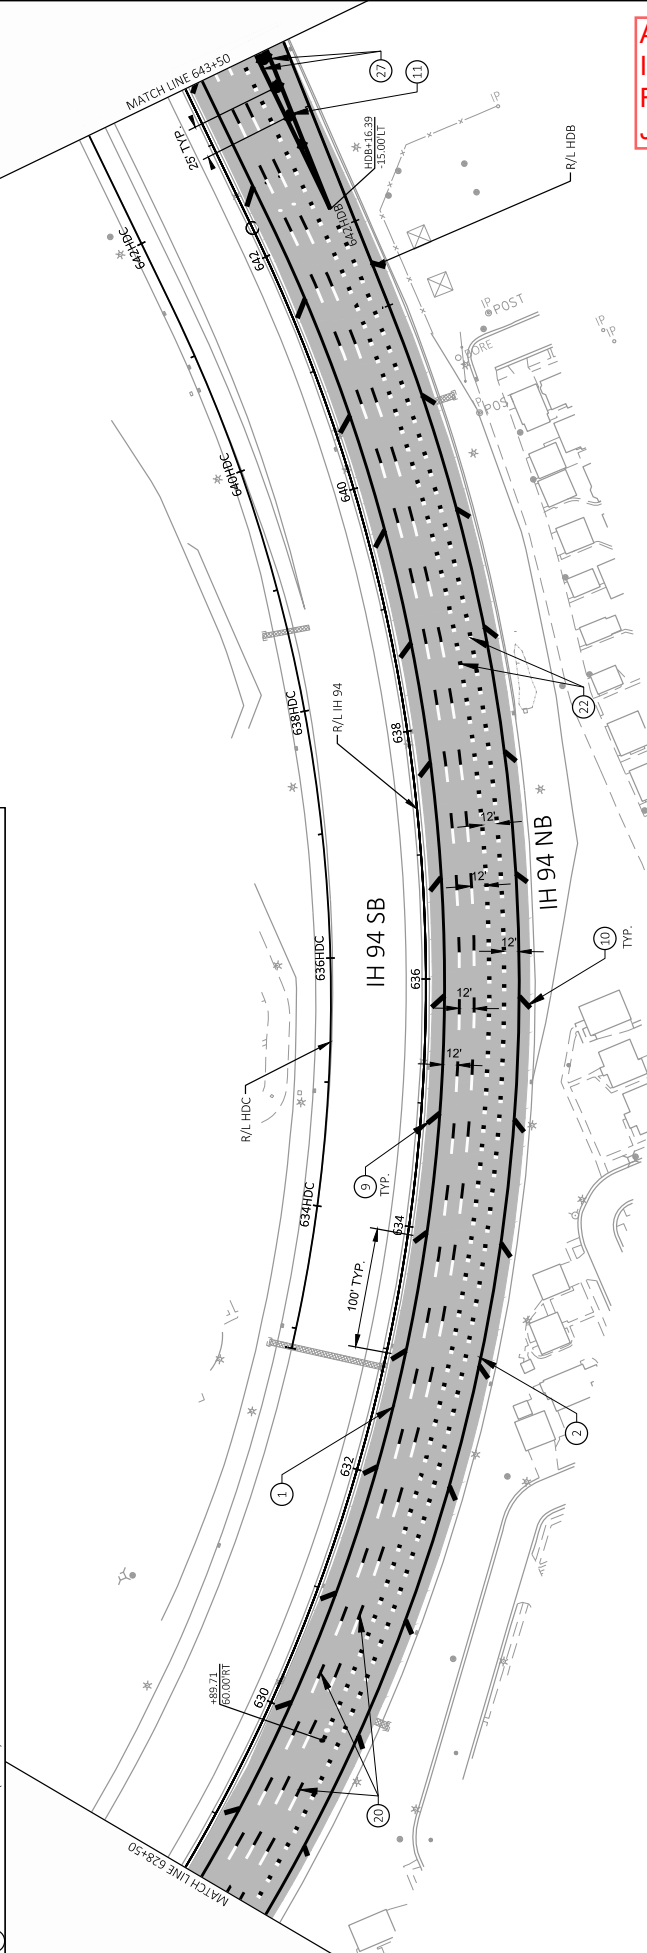 MATCH LINE 643+50
27
11
25' TYP.
HDB+16.39
-15.00'LT
IP
R/L HDB
642HDC
642
642HDB
IP
POST
IP
IP
640HDC
640
638HDC
R/L IH 94
638
22
12'
12'
IH 94 NB
IH 94 SB
636HDC
636
12'
10
TYP.
12'
12'
R/L HDC
9
TYP.
634HDC
634
100' TYP.
2
1
632
+89.71
60.00'RT
630
20
MATCH LINE 628+50